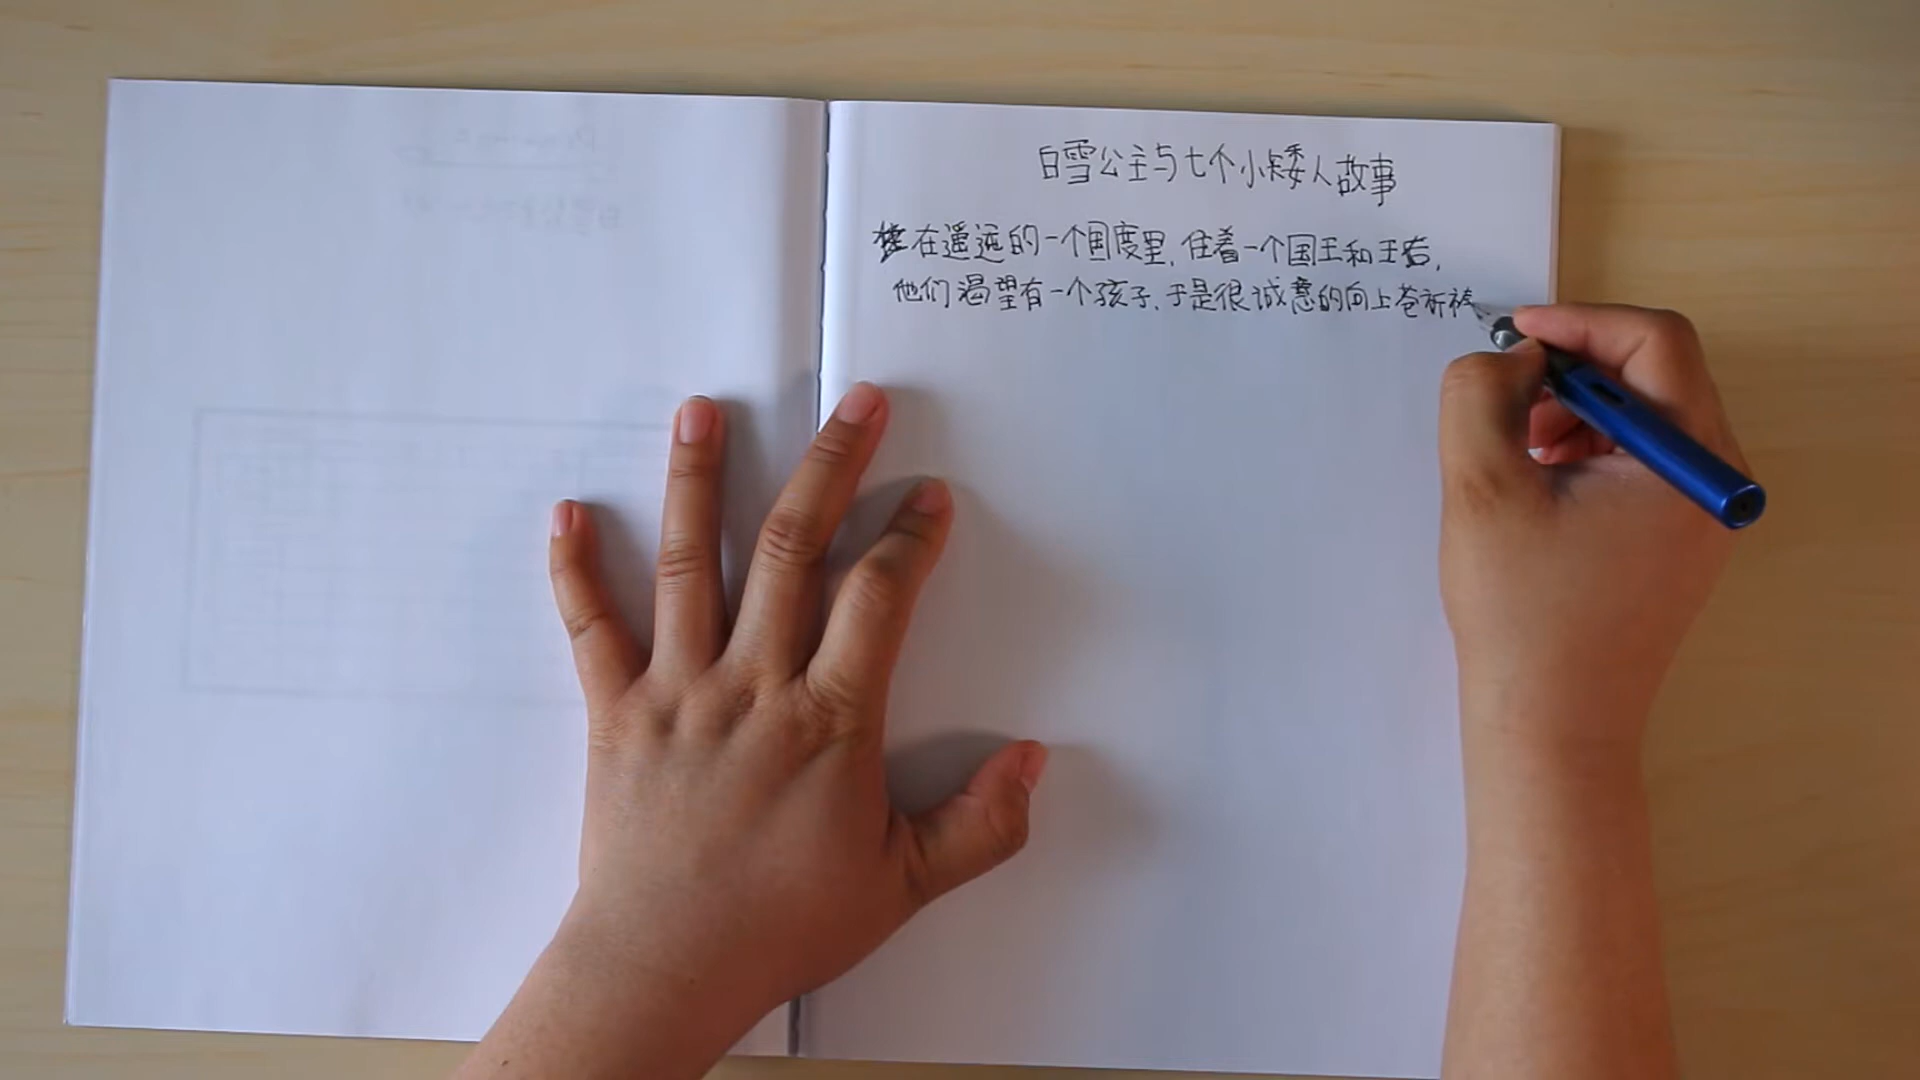 白雪公主与七个小矮人故事
在遥远的一个国度里,住着一个国王和王后,
他们渴望有一个孩子,于是很诚意的向上苍祈祷